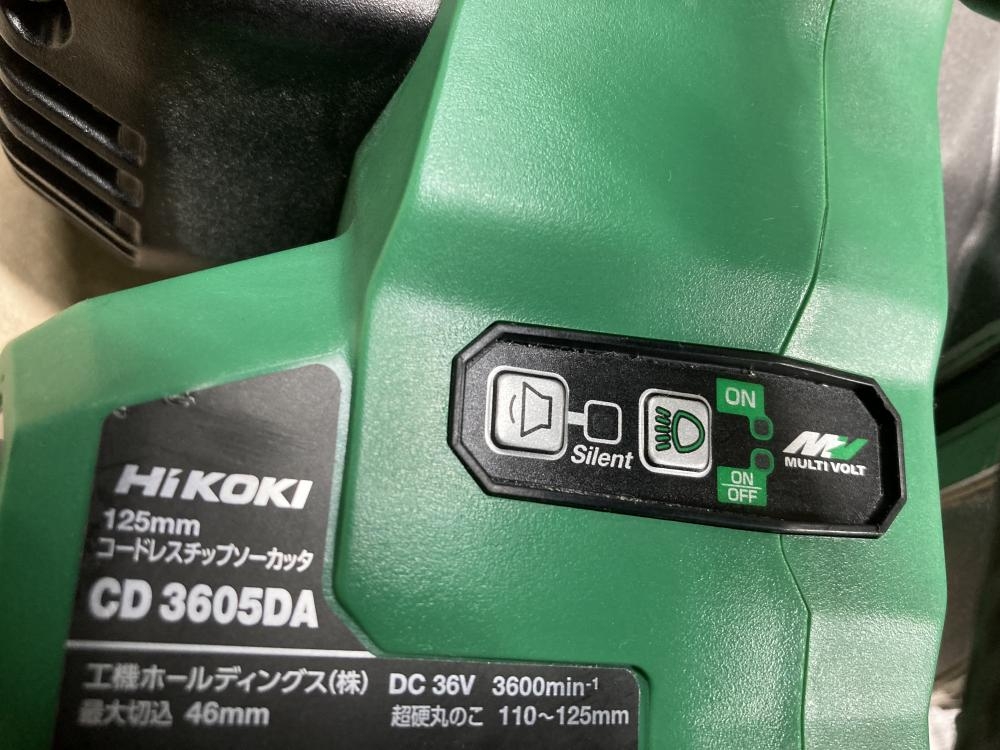 Silent
ON
ON
OFF
MV
MULTI VOLT
HiKOKI
125mm
コードレスチップソーカッタ
CD 3605DA
工機ホールディングス(株) DC 36V 3600min-1
最大切込 46mm 超硬丸のこ 110～125mm